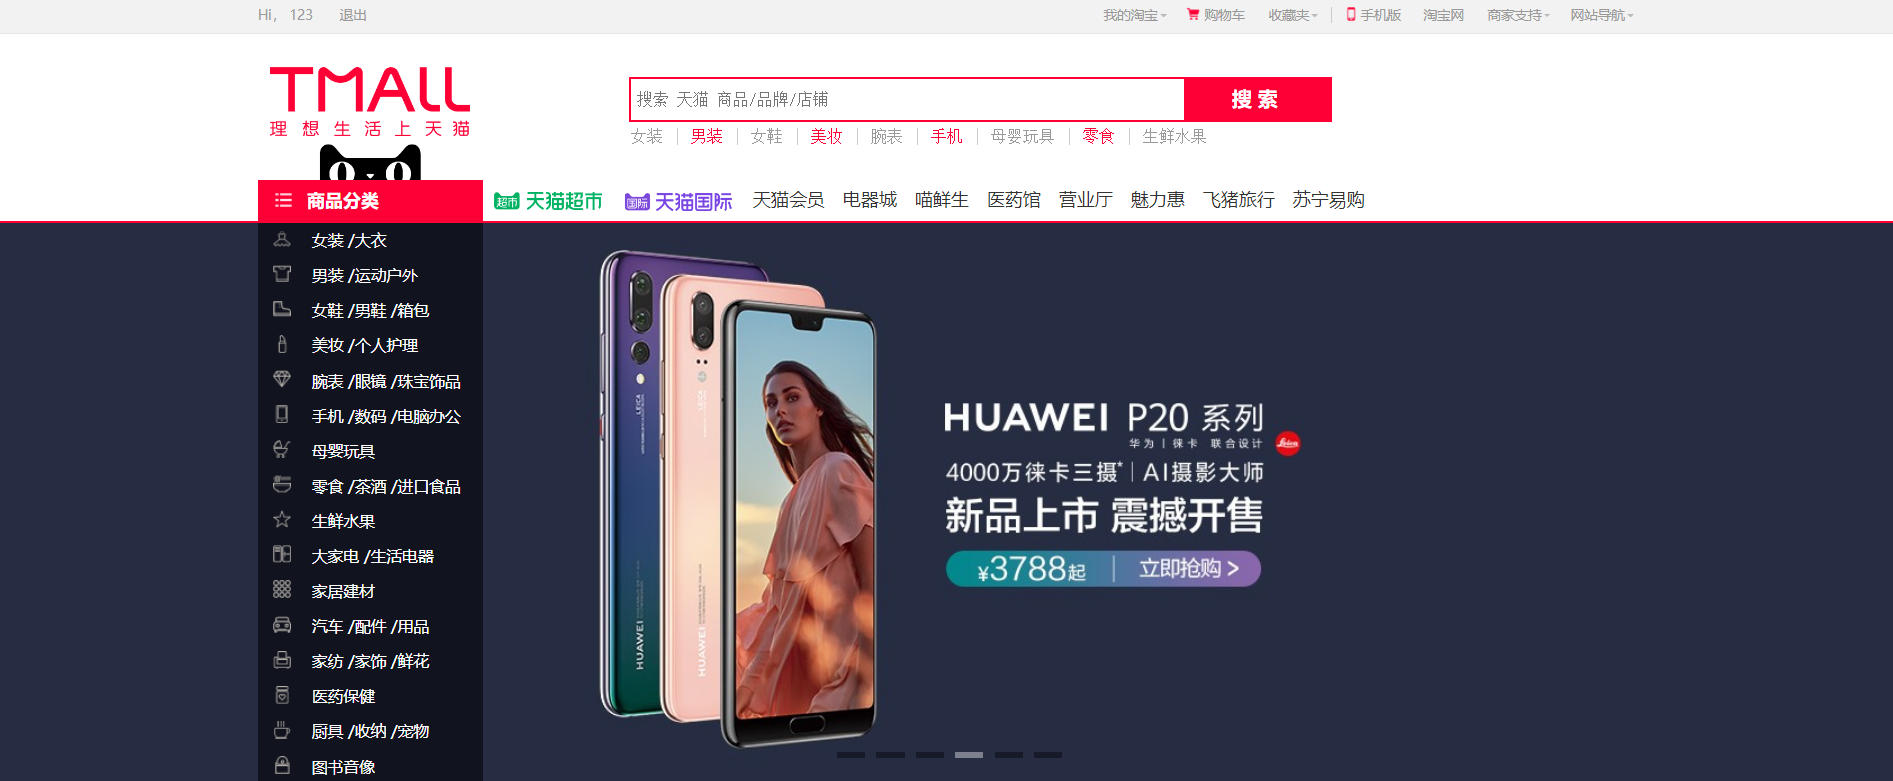 Hi， 123 退出 我的淘宝 购物车 收藏夹 手机版 淘宝网 商家支持 网站导航
TMALL
理想生活上天猫
搜索 天猫 商品/品牌/店铺 搜 索
女装 男装 女鞋 美妆 腕表 手机 母婴玩具 零食 生鲜水果
商品分类 超市 天猫超市 国际 天猫国际 天猫会员 电器城 喵鲜生 医药馆 营业厅 魅力惠 飞猪旅行 苏宁易购
女装 /大衣
男装 /运动户外
女鞋 /男鞋 /箱包
美妆 /个人护理
腕表 /眼镜 /珠宝饰品
手机 /数码 /电脑办公
母婴玩具
零食 /茶酒 /进口食品
生鲜水果
大家电 /生活电器
家居建材
汽车 /配件 /用品
家纺 /家饰 /鲜花
医药保健
厨具 /收纳 /宠物
图书音像
LEICA
LEICA
HUAWEI
HUAWEI
HUAWEI P20 系列
华为 | 徕卡 联合设计
Leica
4000万徕卡三摄* | AI摄影大师
新品上市 震撼开售
¥3788起 | 立即抢购 >